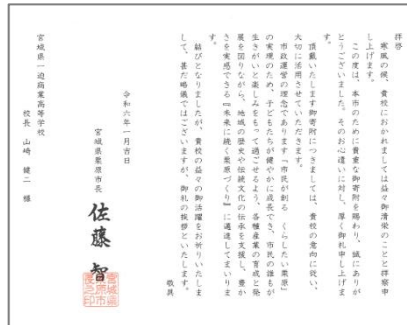 拝啓
寒風の候、貴校におかれましては益々御清栄のことと拝察申
し上げます。
この度は、本市のために貴重な御寄附を賜わり、誠にありが
とうございました。そのお心遣いに対し、厚く御礼申し上げま
す。
頂戴いたします御寄附につきましては、貴校の意向に従い、
大切に活用させていただきます。
市政運営の理念であります「市民が創る くらしたい栗原」
の実現のため、子どもたちが健やかに成長でき、市民の誰もが
生きがいと楽しみをもって過ごせるよう、各種産業の育成と発
展を図りながら、地域の歴史や伝統文化の伝承を支援し、豊か
さを実感できる『未来に続く栗原づくり』に邁進してまいりま
す。
結びとなりましたが、貴校の益々の御活躍をお祈りいたしま
して、甚だ略儀ではございますが、御礼の挨拶といたします。
敬具
令和六年一月吉日
宮城県栗原市長
佐藤 智
宮城県一迫商業高等学校
校長 山崎 健二 様